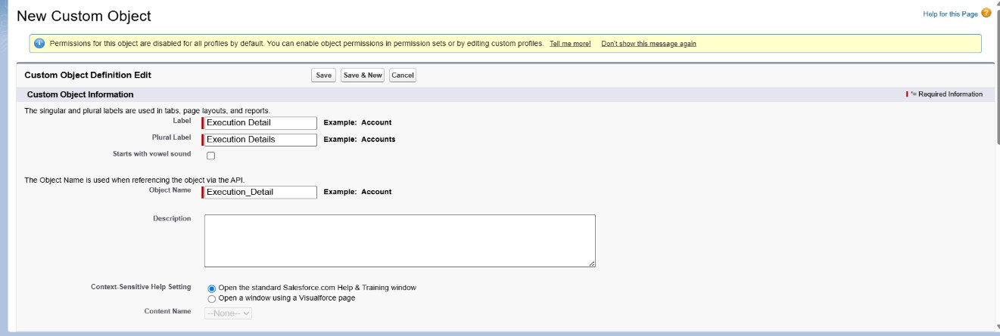 New Custom Object
Help for this Page ?
i Permissions for this object are disabled for all profiles by default. You can enable object permissions in permission sets or by editing custom profiles. Tell me more! Don't show this message again
Custom Object Definition Edit Save Save & New Cancel
Custom Object Information *= Required Information
The singular and plural labels are used in tabs, page layouts, and reports.
Label Execution Detail Example: Account
Plural Label Execution Details Example: Accounts
Starts with vowel sound
The Object Name is used when referencing the object via the API.
Object Name Execution_Detail Example: Account
Description
Context-Sensitive Help Setting Open the standard Salesforce.com Help & Training window
Open a window using a Visualforce page
Content Name --None--